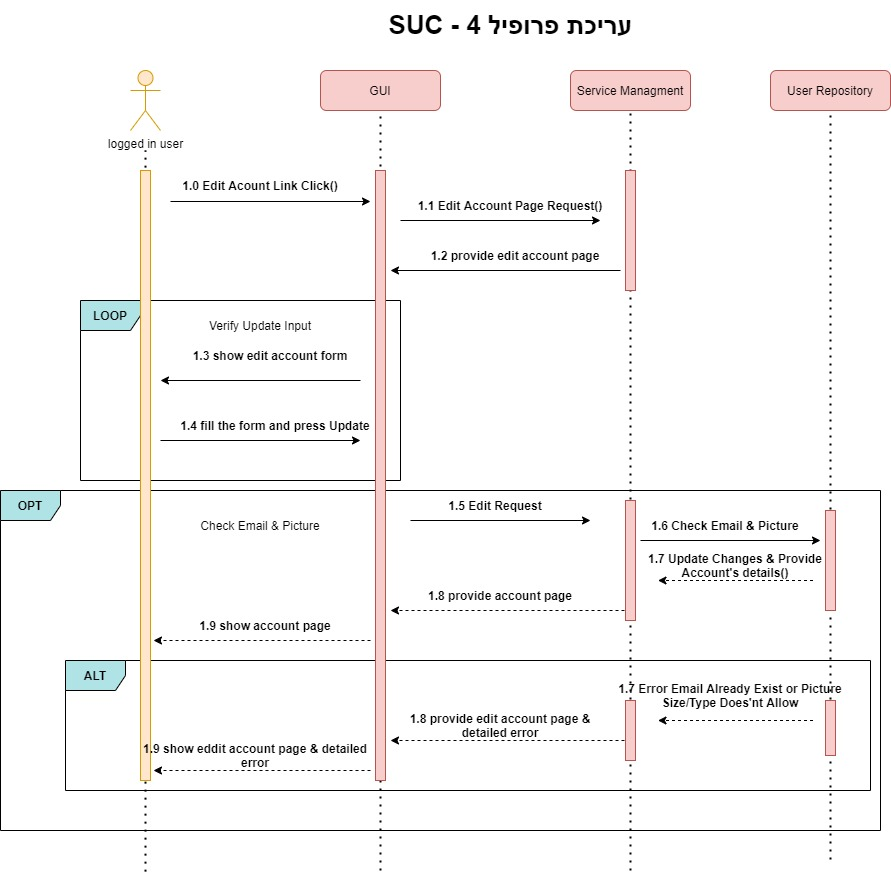 SUC - 4 עריכת פרופיל
GUI
Service Managment
User Repository
logged in user
1.0 Edit Acount Link Click()
1.1 Edit Account Page Request()
1.2 provide edit account page
LOOP
Verify Update Input
1.3 show edit account form
1.4 fill the form and press Update
OPT
Check Email & Picture
1.5 Edit Request
1.6 Check Email & Picture
1.7 Update Changes & Provide
Account's details()
1.8 provide account page
1.9 show account page
ALT
1.7 Error Email Already Exist or Picture
Size/Type Does'nt Allow
1.8 provide edit account page &
detailed error
1.9 show eddit account page & detailed
error